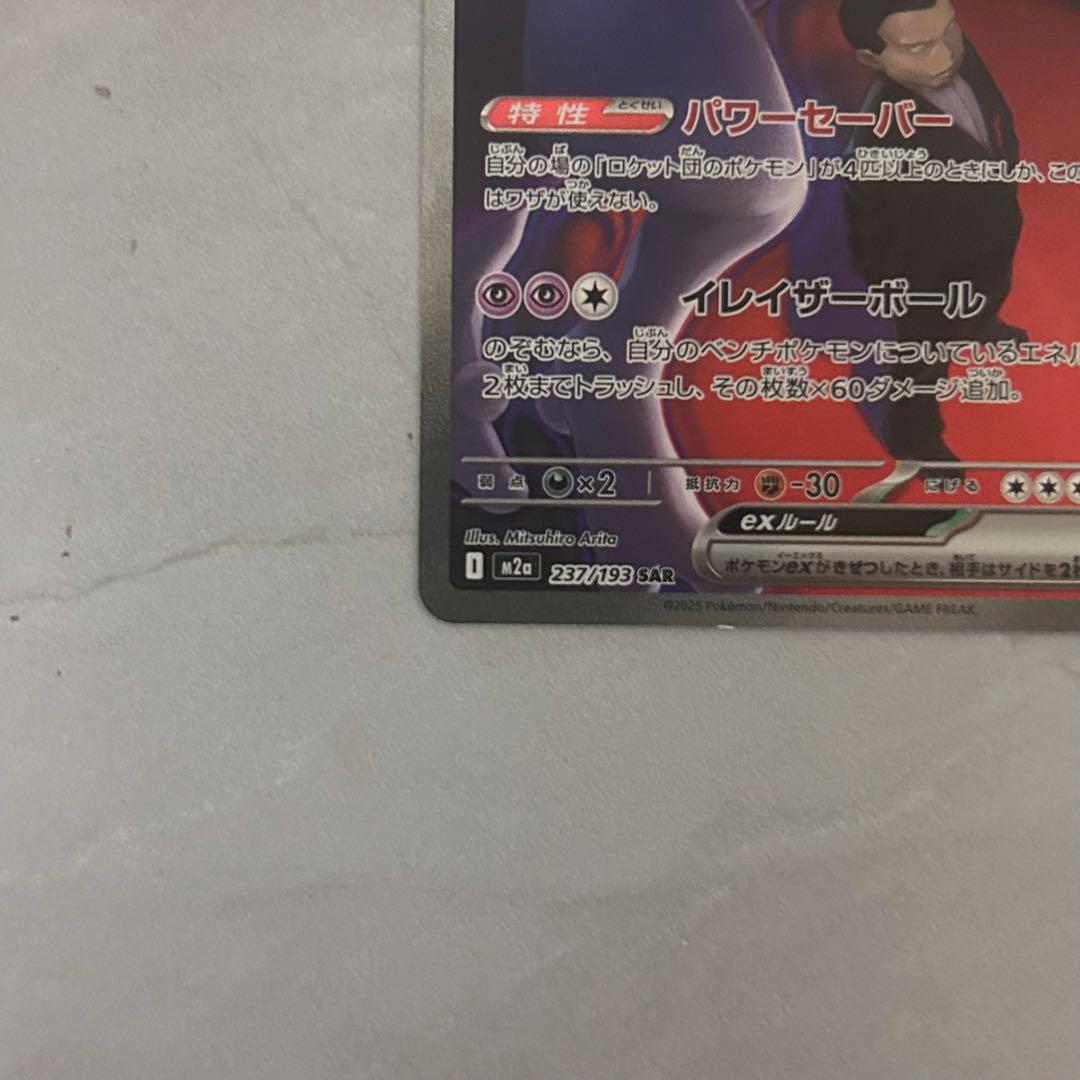 特性 とくせい パワーセーバー
自分の場の「ロケット団のポケモン」が4匹以上のときにしか、この
はワザが使えない。
イレイザーボール
のぞむなら、自分のベンチポケモンについているエネル
2枚までトラッシュし、その枚数×60ダメージ追加。
弱点 ×2 抵抗力 -30 にげる
exルール
Illus. Mitsuhiro Arita
ポケモンexがきぜつしたとき、相手はサイドを2
I m2a 237/193 SAR
©2025 Pokémon/Nintendo/Creatures/GAME FREAK.